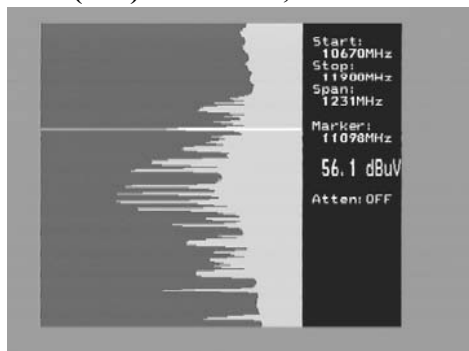 Start:
10670MHz
Stop:
11900MHz
Span:
1231MHz
Marker:
11098MHz
56.1 dBuV
Atten:OFF